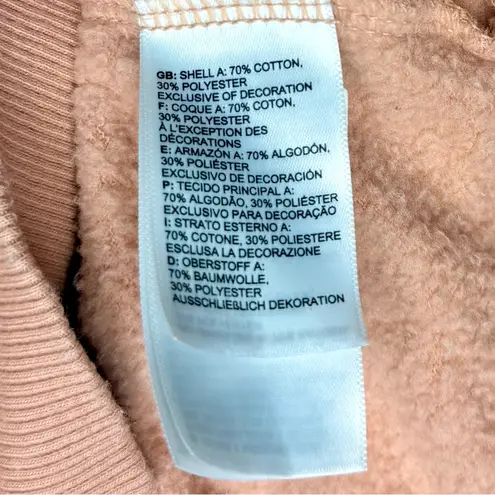 GB: SHELL A: 70% COTTON,
30% POLYESTER
EXCLUSIVE OF DECORATION
F: COQUE A: 70% COTON,
30% POLYESTER
À L'EXCEPTION DES
DÉCORATIONS
E: ARMAZÓN A: 70% ALGODÓN,
30% POLIÉSTER
EXCLUSIVO DE DECORACIÓN
P: TECIDO PRINCIPAL A:
70% ALGODÃO, 30% POLIÉSTER
EXCLUSIVO PARA DECORAÇÃO
I: STRATO ESTERNO A:
70% COTONE, 30% POLIESTERE
ESCLUSA LA DECORAZIONE
D: OBERSTOFF A:
70% BAUMWOLLE,
30% POLYESTER
AUSSCHLIEßLICH DEKORATION